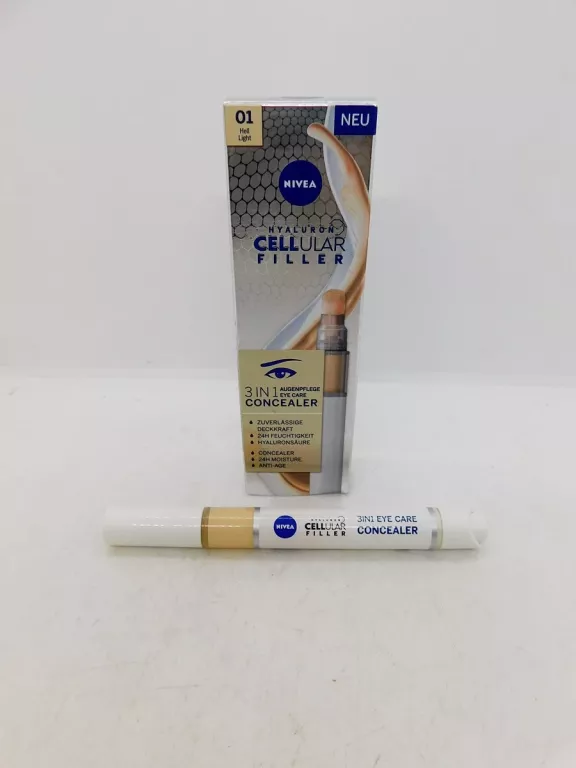 01
Hell
Light
NEU
NIVEA
HYALURON
CELLULAR
FILLER
3 IN 1 AUGENPFLEGE
EYE CARE
CONCEALER
ZUVERLÄSSIGE
DECKKRAFT
24H FEUCHTIGKEIT
HYALURONSÄURE
CONCEALER
24H MOISTURE,
ANTI-AGE
NIVEA
HYALURON
CELLULAR
FILLER
3IN1 EYE CARE
CONCEALER